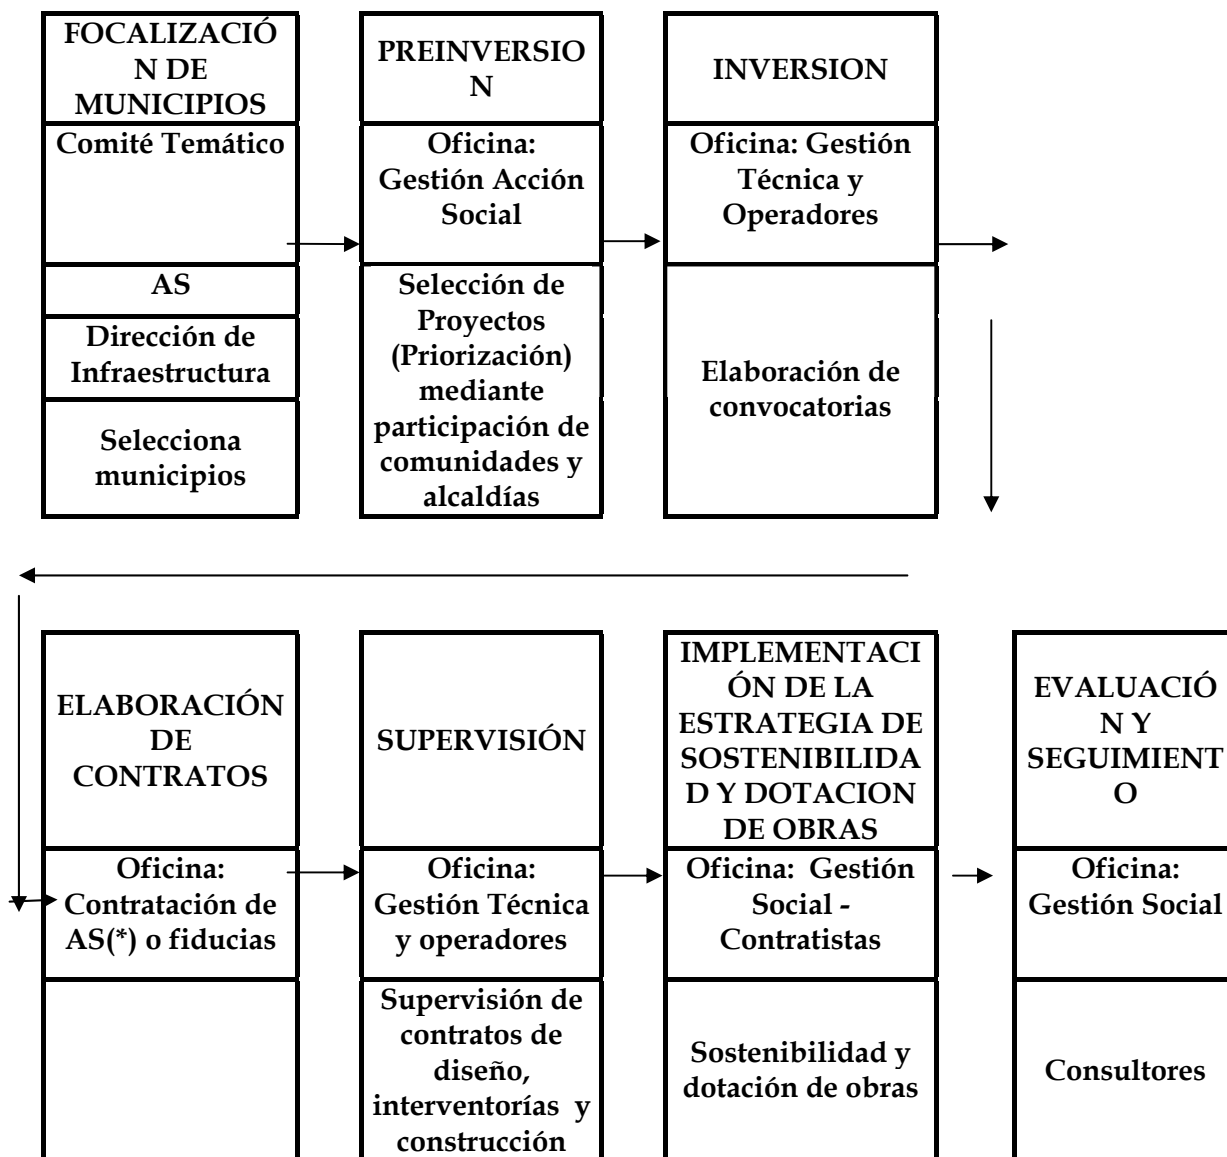 FOCALIZACIÓ
N DE
MUNICIPIOS
Comité Temático
AS
Dirección de
Infraestructura
Selecciona
municipios
PREINVERSIO
N
Oficina:
Gestión Acción
Social
Selección de
Proyectos
(Priorización)
mediante
participación de
comunidades y
alcaldías
INVERSION
Oficina: Gestión
Técnica y
Operadores
Elaboración de
convocatorias
ELABORACIÓN
DE
CONTRATOS
Oficina:
Contratación de
AS(*) o fiducias
SUPERVISIÓN
Oficina:
Gestión Técnica
y operadores
Supervisión de
contratos de
diseño,
interventorías y
construcción
IMPLEMENTACI
ÓN DE LA
ESTRATEGIA DE
SOSTENIBILIDA
D Y DOTACION
DE OBRAS
Oficina: Gestión
Social -
Contratistas
Sostenibilidad y
dotación de obras
EVALUACIÓ
N Y
SEGUIMIENT
O
Oficina:
Gestión Social
Consultores